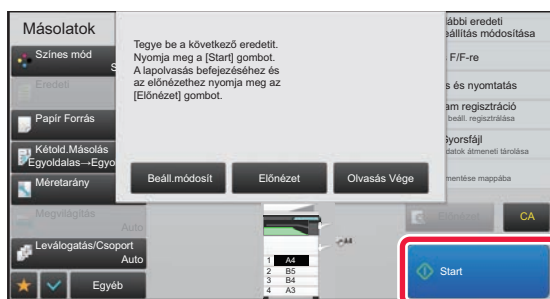 Másolatok
Színes mód
Eredeti
Papír Forrás
Kétold.Másolás
Egyoldalas→Egyo
Méretarány
Megvilágítás
Auto
Leválogatás/Csoport
Auto
Egyéb
Tegye be a következő eredetit.
Nyomja meg a [Start] gombot.
A lapolvasás befejezéséhez és
az előnézethez nyomja meg az
[Előnézet] gombot.
Beáll.módosít
Előnézet
Olvasás Vége
A4
1 A4
2 B5
3 B4
4 A3
ábbi eredeti
eállítás módosítása
F/F-re
s és nyomtatás
am regisztráció
beáll. regisztrálása
yorsfájl
datok átmeneti tárolása
mentése mappába
Előnézet
CA
Start